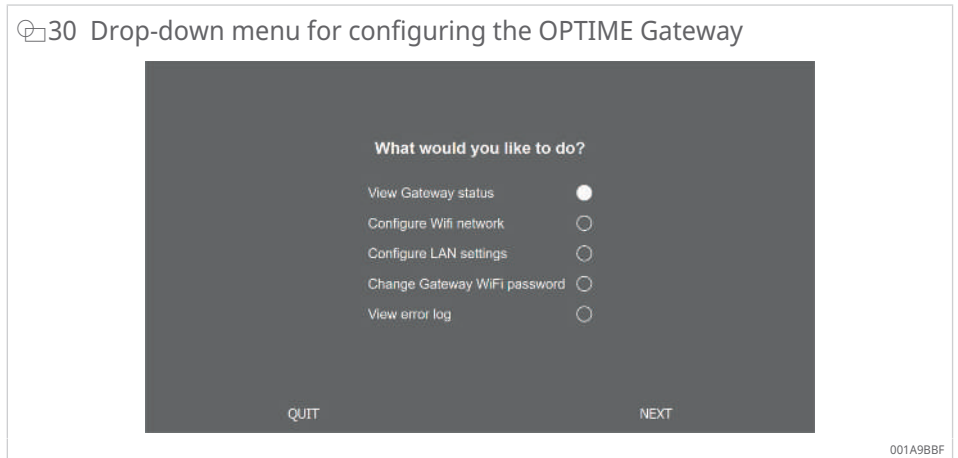 30 Drop-down menu for configuring the OPTIME Gateway
What would you like to do?
View Gateway status
Configure Wifi network
Configure LAN settings
Change Gateway WiFi password
View error log
QUIT NEXT
001A9BBF